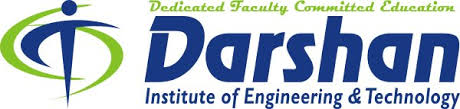 Dedicated Faculty Committed Education
Darshan
Institute of Engineering & Technology